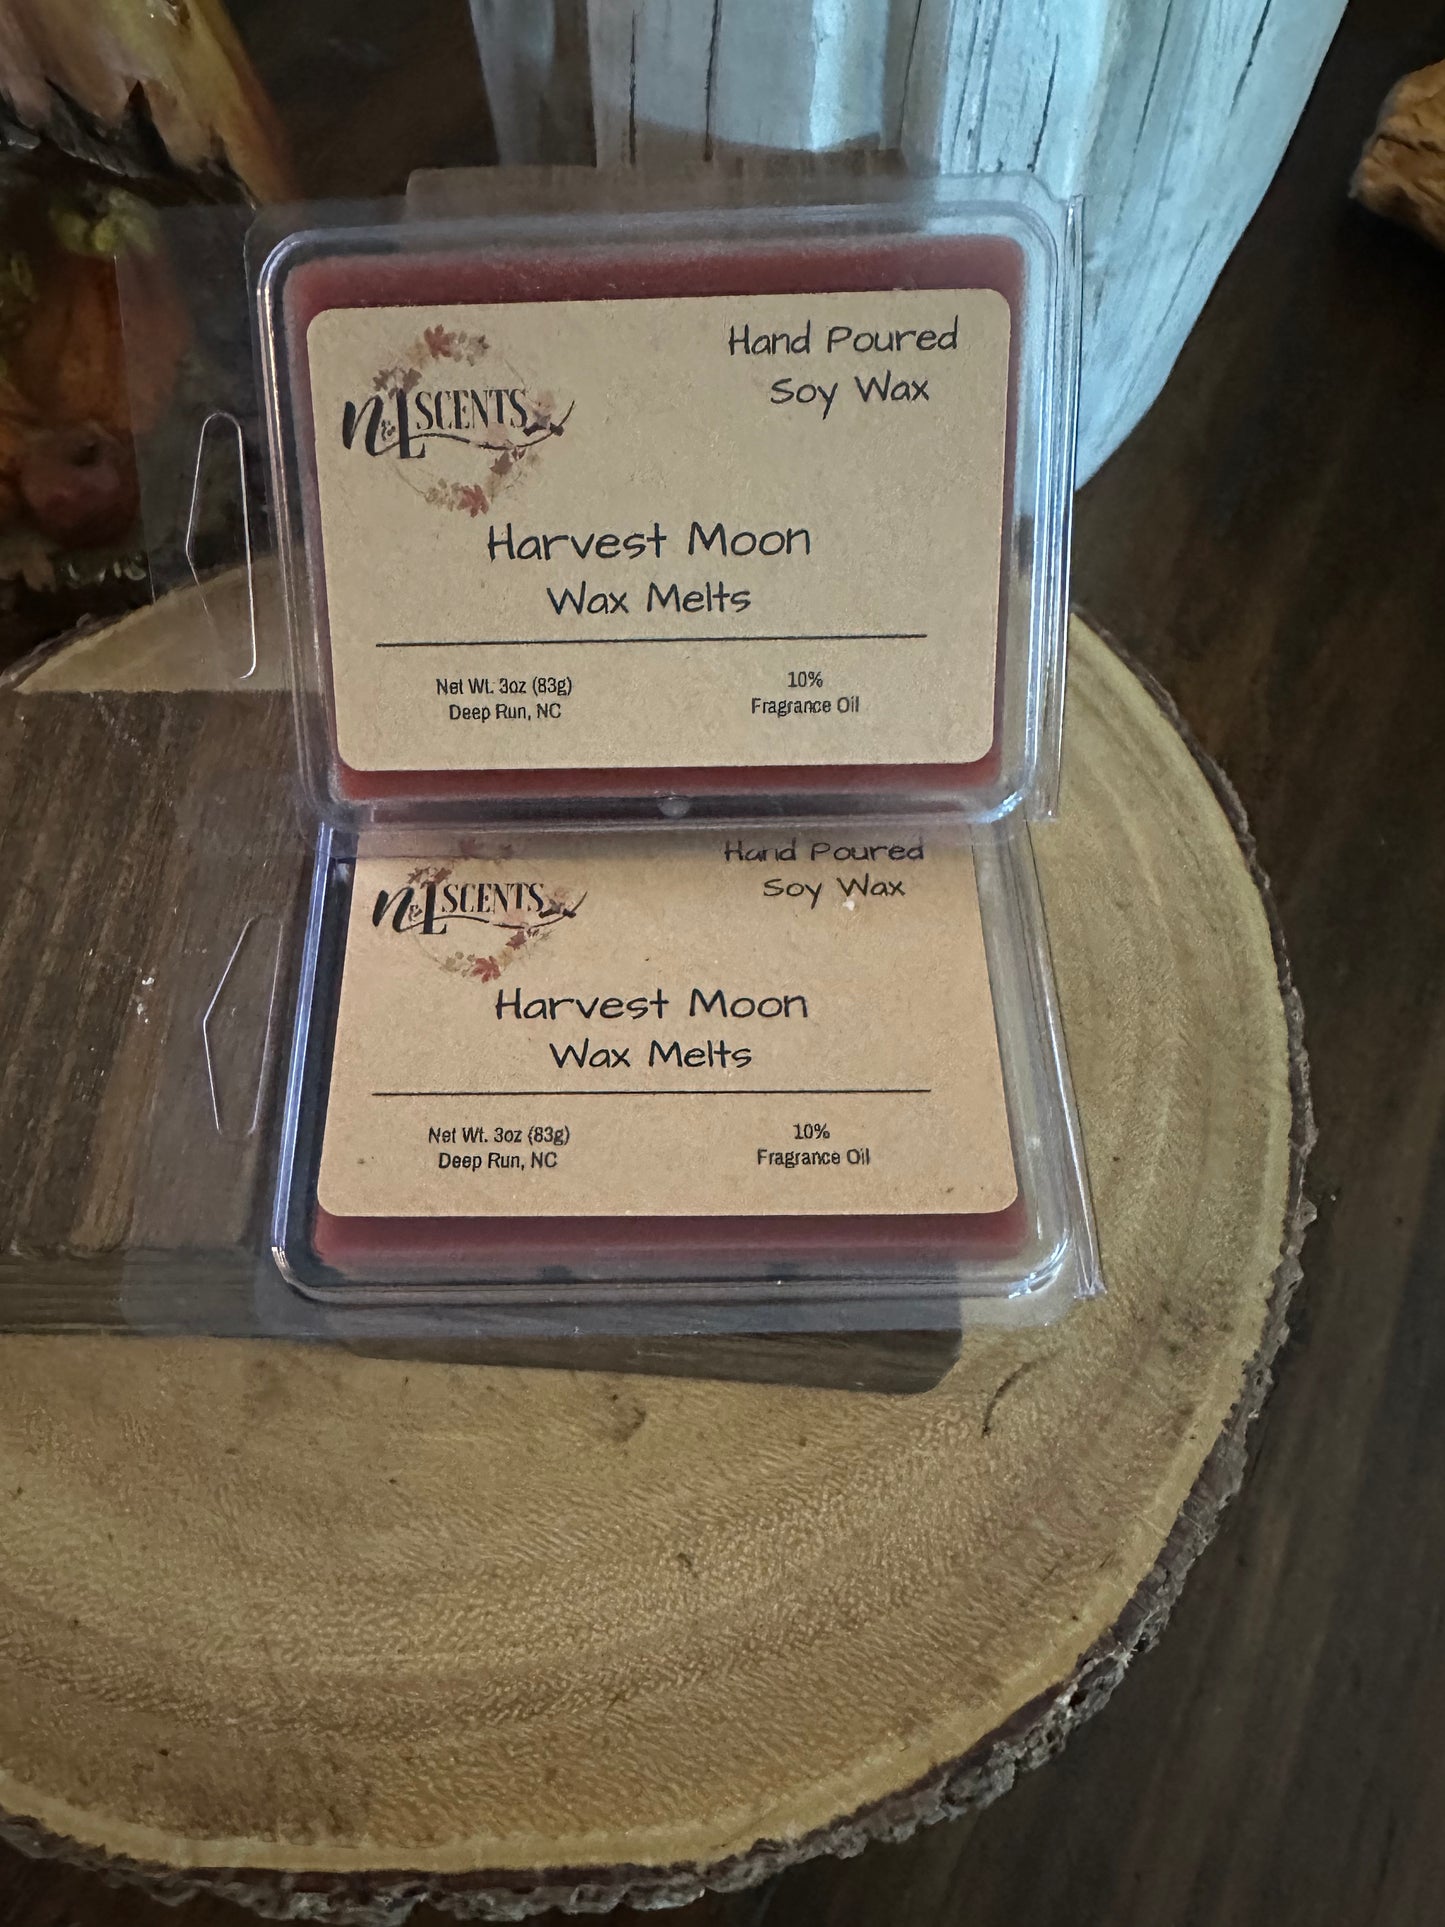 n&L SCENTS
Hand Poured
Soy Wax
Harvest Moon
Wax Melts
Net Wt. 3oz (83g)
Deep Run, NC
10%
Fragrance Oil
n&L SCENTS
Hand Poured
Soy Wax
Harvest Moon
Wax Melts
Net Wt. 3oz (83g)
Deep Run, NC
10%
Fragrance Oil